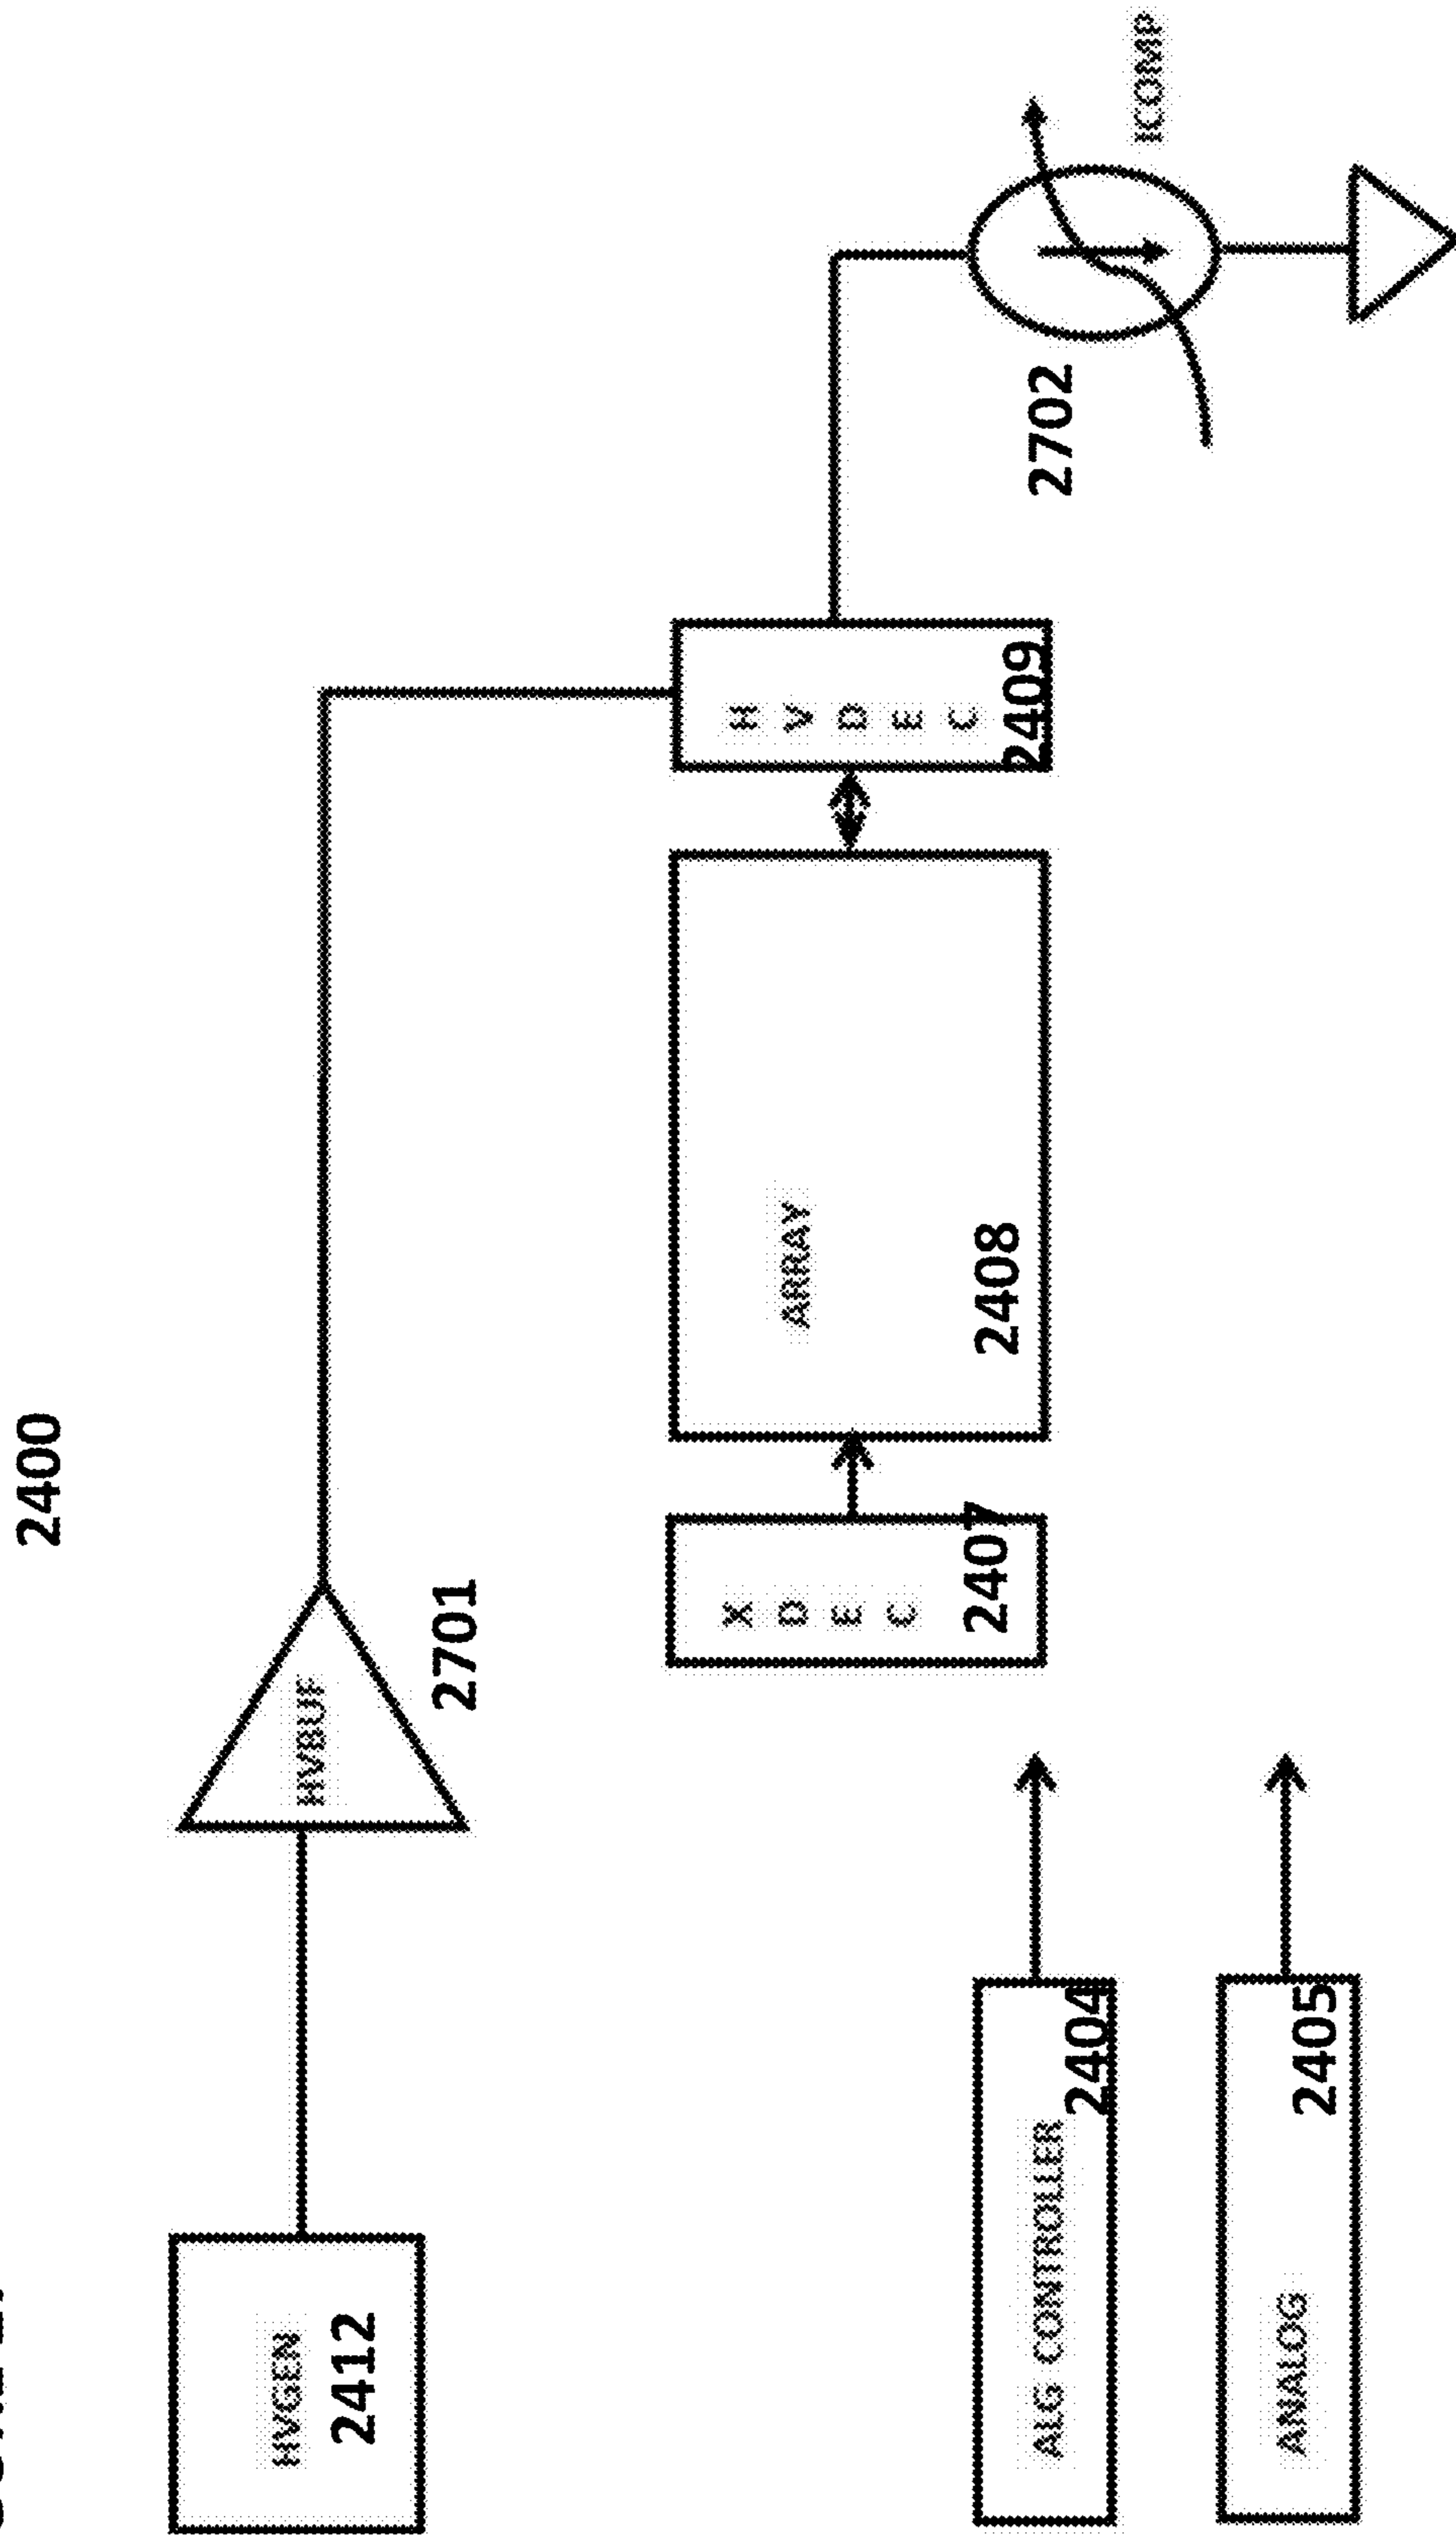 2400
HVGEN
2412
HVBUF
2701
X
D
E
C
2407
ARRAY
2408
H
V
D
E
C
2409
2702
ICOMP
ALG CONTROLLER
2404
ANALOG
2405